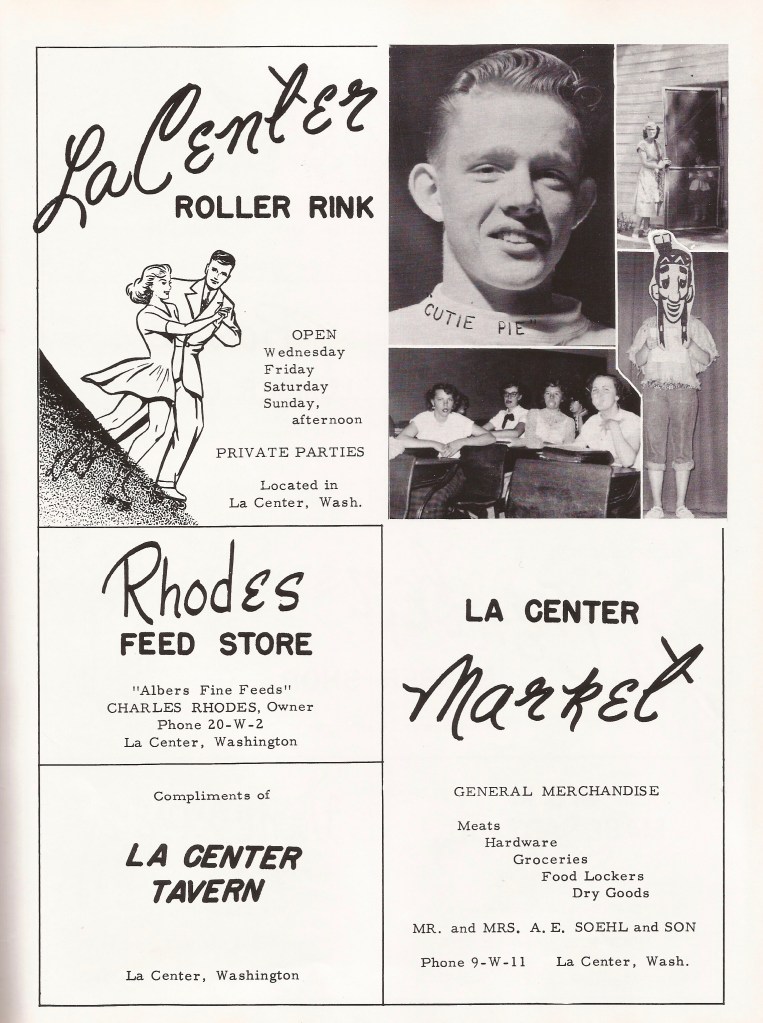 La Center
ROLLER RINK
OPEN
Wednesday
Friday
Saturday
Sunday,
afternoon
PRIVATE PARTIES
Located in
La Center, Wash.
"CUTIE PIE"
Rhodes
FEED STORE
"Albers Fine Feeds"
CHARLES RHODES, Owner
Phone 20-W-2
La Center, Washington
Compliments of
LA CENTER
TAVERN
La Center, Washington
LA CENTER
Market
GENERAL MERCHANDISE
Meats
Hardware
Groceries
Food Lockers
Dry Goods
MR. and MRS. A. E. SOEHL and SON
Phone 9-W-11 La Center, Wash.